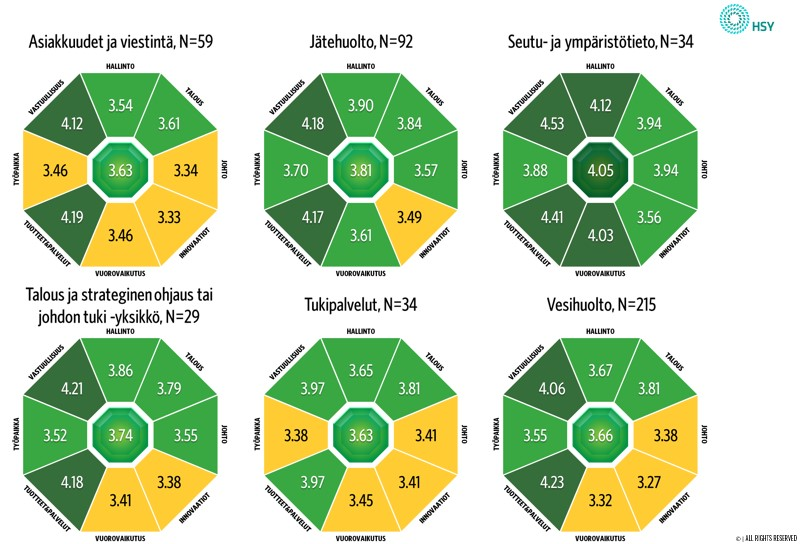 HSY
Asiakkuudet ja viestintä, N=59
HALLINTO
TALOUS
JOHTO
INNOVAATIOT
VUOROVAIKUTUS
TUOTTEET&PALVELUT
TYÖPAIKKA
VASTUULLISUUS
3.54
3.61
3.34
3.33
3.46
4.19
3.46
4.12
3.63
Jätehuolto, N=92
HALLINTO
TALOUS
JOHTO
INNOVAATIOT
VUOROVAIKUTUS
TUOTTEET&PALVELUT
TYÖPAIKKA
VASTUULLISUUS
3.90
3.84
3.57
3.49
3.61
4.17
3.70
4.18
3.81
Seutu- ja ympäristötieto, N=34
HALLINTO
TALOUS
JOHTO
INNOVAATIOT
VUOROVAIKUTUS
TUOTTEET&PALVELUT
TYÖPAIKKA
VASTUULLISUUS
4.12
3.94
3.94
3.56
4.03
4.41
3.88
4.53
4.05
Talous ja strateginen ohjaus tai
johdon tuki -yksikkö, N=29
HALLINTO
TALOUS
JOHTO
INNOVAATIOT
VUOROVAIKUTUS
TUOTTEET&PALVELUT
TYÖPAIKKA
VASTUULLISUUS
3.86
3.79
3.55
3.38
3.41
4.18
3.52
4.21
3.74
Tukipalvelut, N=34
HALLINTO
TALOUS
JOHTO
INNOVAATIOT
VUOROVAIKUTUS
TUOTTEET&PALVELUT
TYÖPAIKKA
VASTUULLISUUS
3.65
3.81
3.41
3.41
3.45
3.97
3.38
3.97
3.63
Vesihuolto, N=215
HALLINTO
TALOUS
JOHTO
INNOVAATIOT
VUOROVAIKUTUS
TUOTTEET&PALVELUT
TYÖPAIKKA
VASTUULLISUUS
3.67
3.81
3.38
3.27
3.32
4.23
3.55
4.06
3.66
© | ALL RIGHTS RESERVED